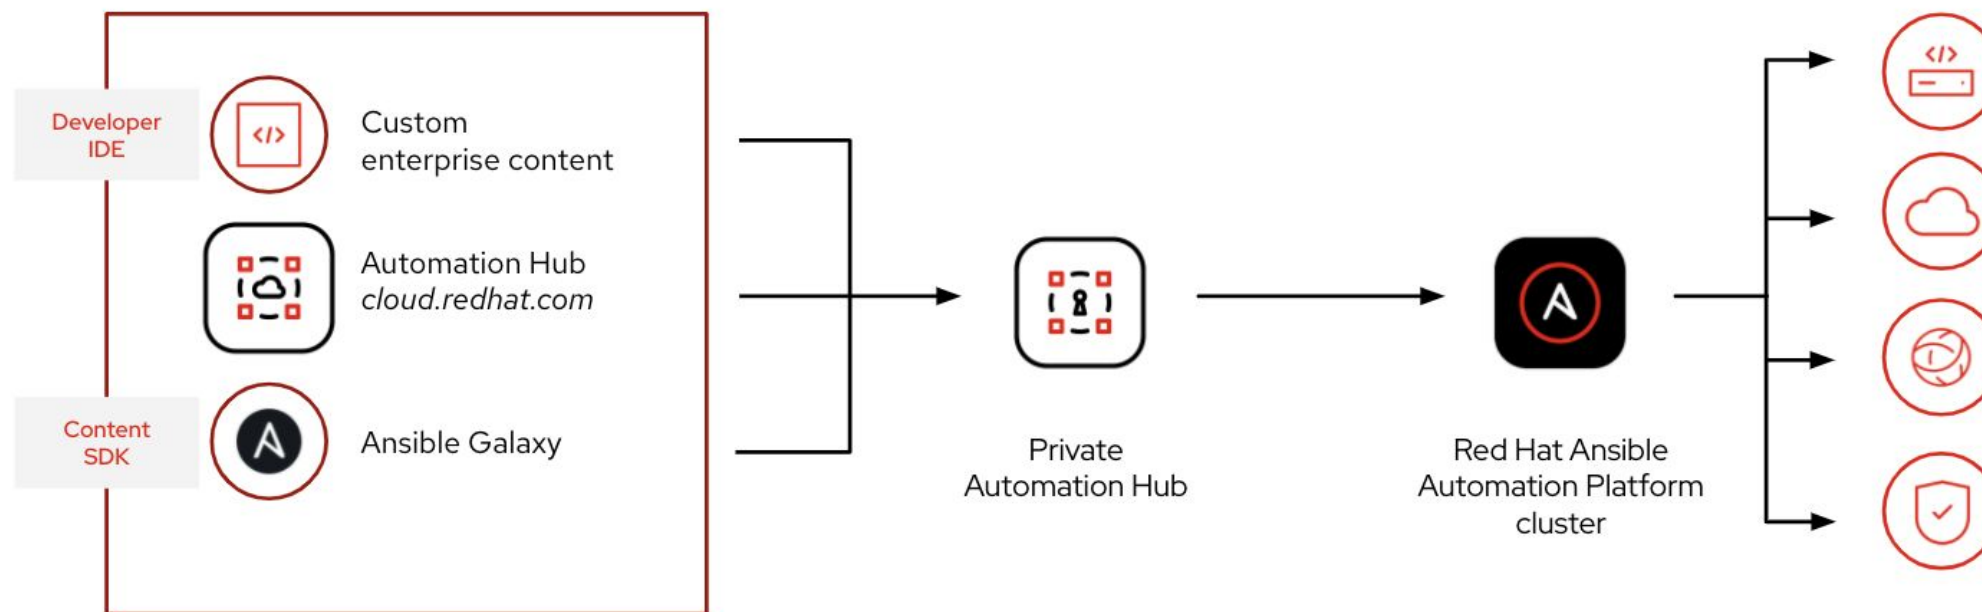 Developer
IDE
</>
Custom
enterprise content
Automation Hub
cloud.redhat.com
Content
SDK
Ansible Galaxy
Private
Automation Hub
Red Hat Ansible
Automation Platform
cluster
</>